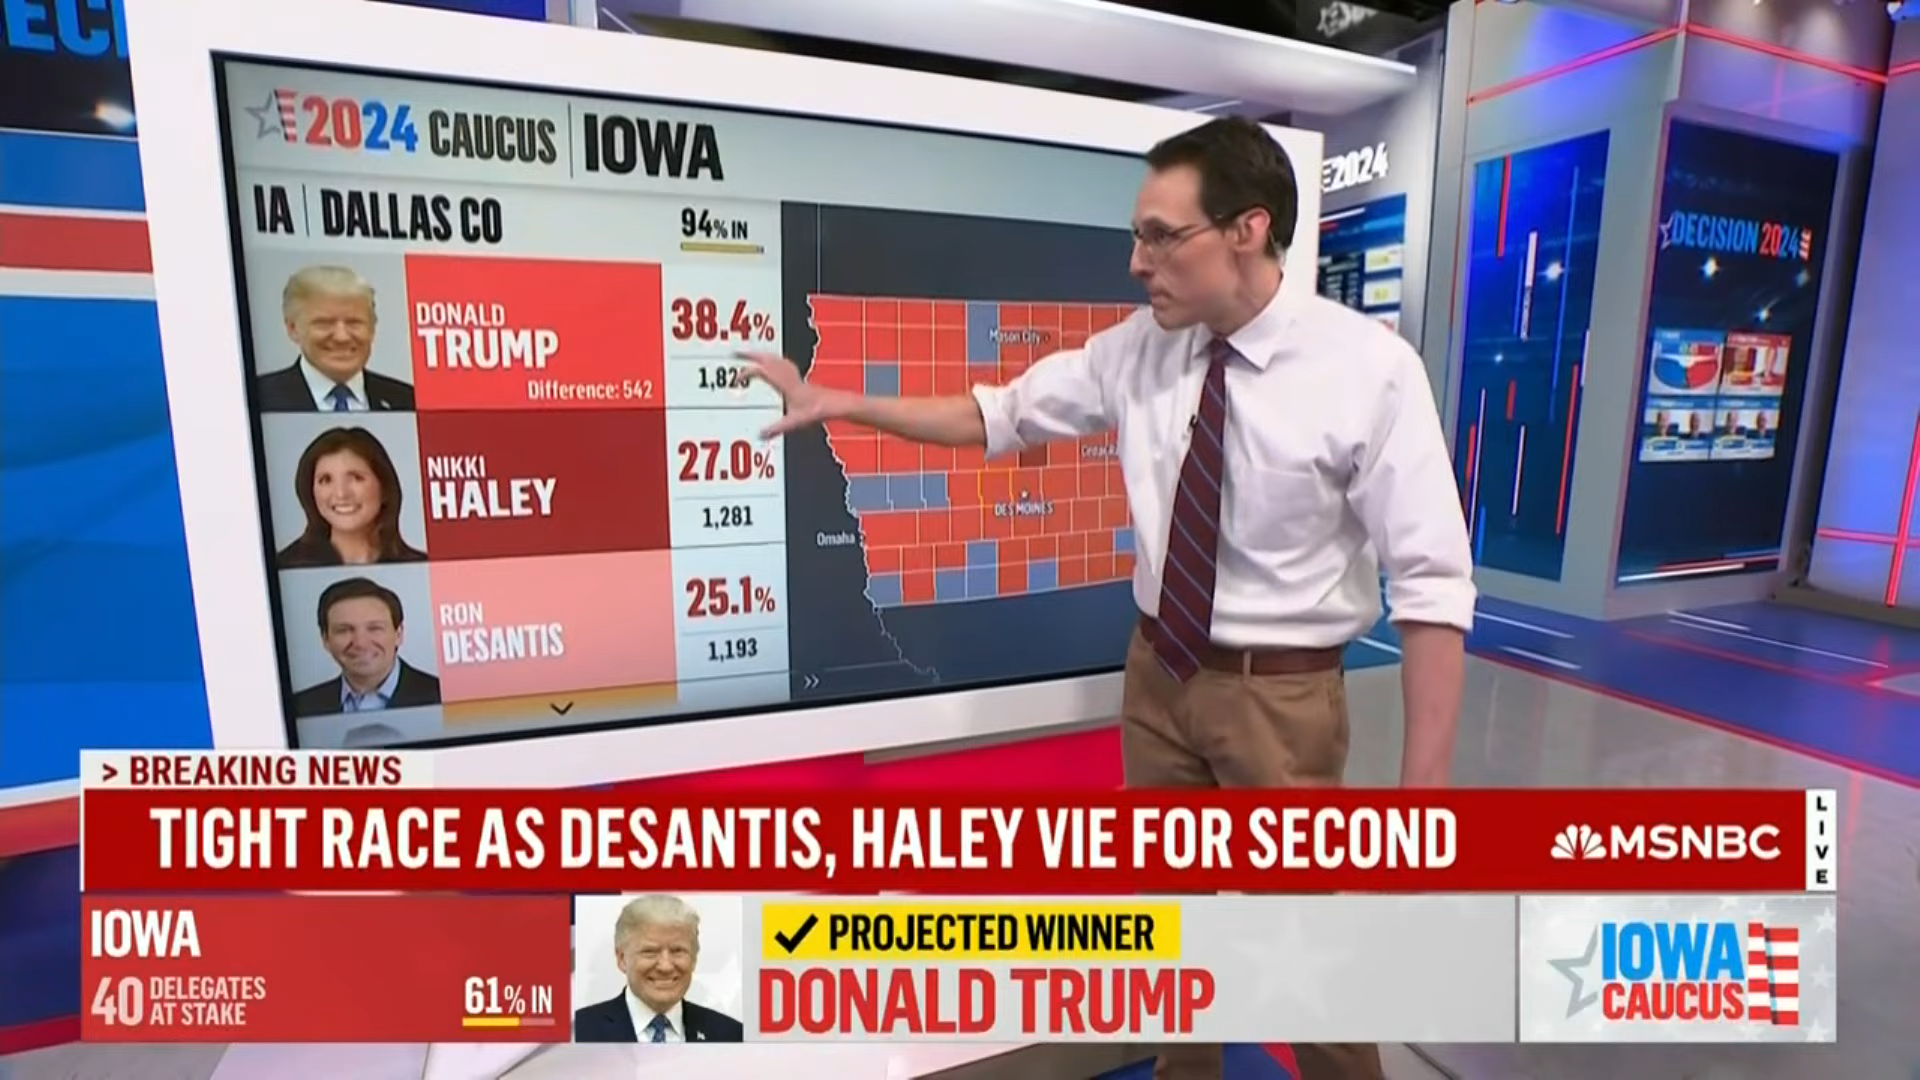 2024 CAUCUS IOWA
IA DALLAS CO
94% IN
DONALD
TRUMP
Difference: 542
38.4%
NIKKI
HALEY
27.0%
1,281
RON
DESANTIS
25.1%
1,193
Mason City
DES MOINES
Omaha
E2024
DECISION 2024
> BREAKING NEWS
TIGHT RACE AS DESANTIS, HALEY VIE FOR SECOND
MSNBC
LIVE
IOWA
40 DELEGATES
AT STAKE
61% IN
PROJECTED WINNER
DONALD TRUMP
IOWA
CAUCUS